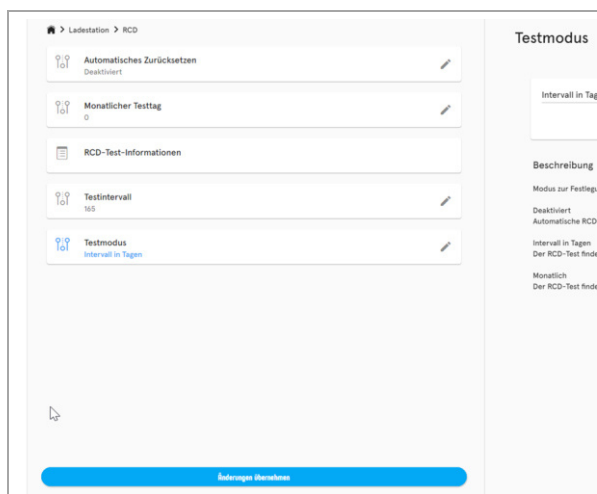 Ladestation > RCD
Automatisches Zurücksetzen
Deaktiviert
Monatlicher Testtag
0
RCD-Test-Informationen
Testintervall
165
Testmodus
Intervall in Tagen
Änderungen übernehmen
Testmodus
Intervall in Tag
Beschreibung
Modus zur Festlegu
Deaktiviert
Automatische RCD
Intervall in Tagen
Der RCD-Test finde
Monatlich
Der RCD-Test finde